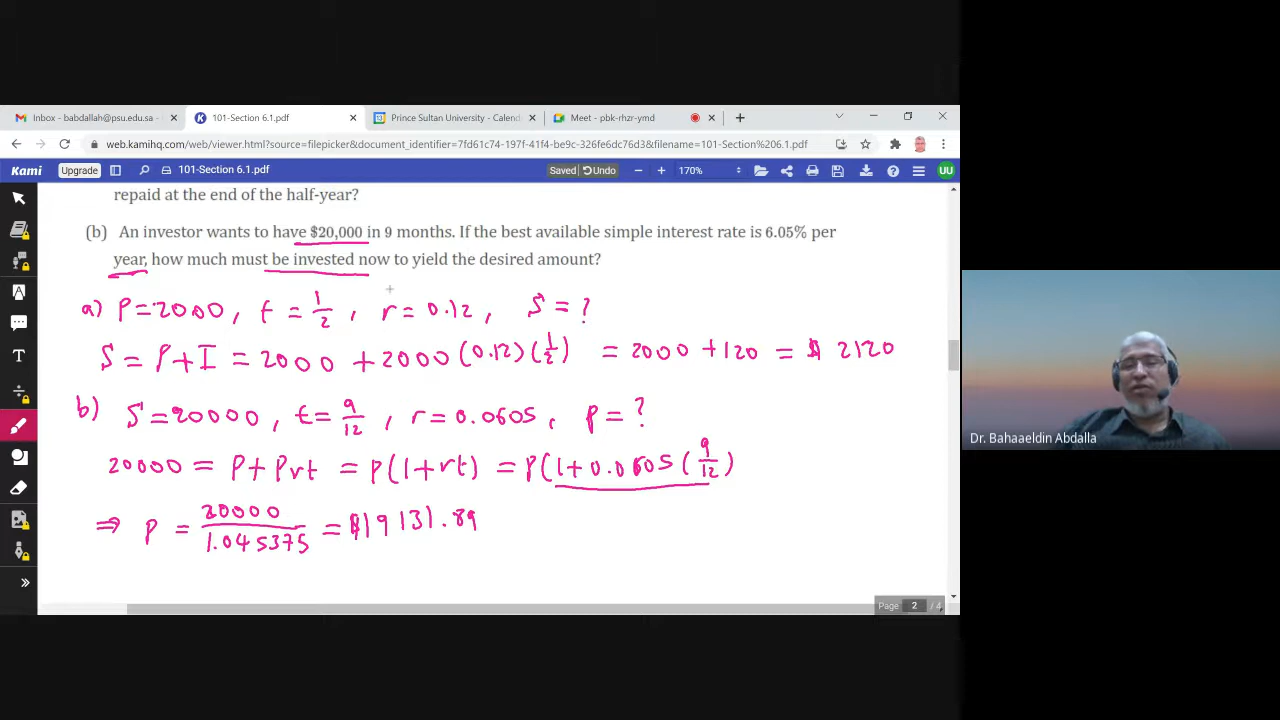 Inbox - babdallah@psu.edu.sa - 101-Section 6.1.pdf Prince Sultan University - Calend Meet - pbk-rhzr-ymd
web.kamihq.com/web/viewer.html?source=filepicker&document_identifier=7fd61c74-197f-41f4-be9c-326fe6dc76d3&filename=101-Section%206.1.pdf
Kami Upgrade 101-Section 6.1.pdf Saved Undo 170% UU
repaid at the end of the half-year?
(b) An investor wants to have $20,000 in 9 months. If the best available simple interest rate is 6.05% per
year, how much must be invested now to yield the desired amount?
a) P=2000, t = 1/2, r = 0.12, S = ?
S = P+I = 2000 + 2000(0.12)(1/2) = 2000 +120 = $ 2120
b) S=20000, t= 9/12, r=0.0605, P= ?
20000 = P+Prt = P(1+rt) = P(1+0.0605(9/12)
⇒ P = 20000/1.045375 = $19131.89
Dr. Bahaaeldin Abdalla
Page 2 / 4